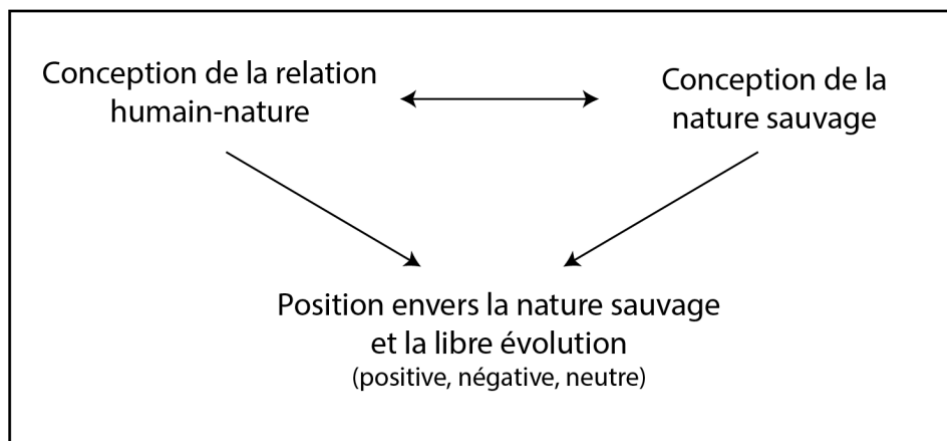 Conception de la relation
humain-nature
Conception de la
nature sauvage
Position envers la nature sauvage
et la libre évolution
(positive, négative, neutre)